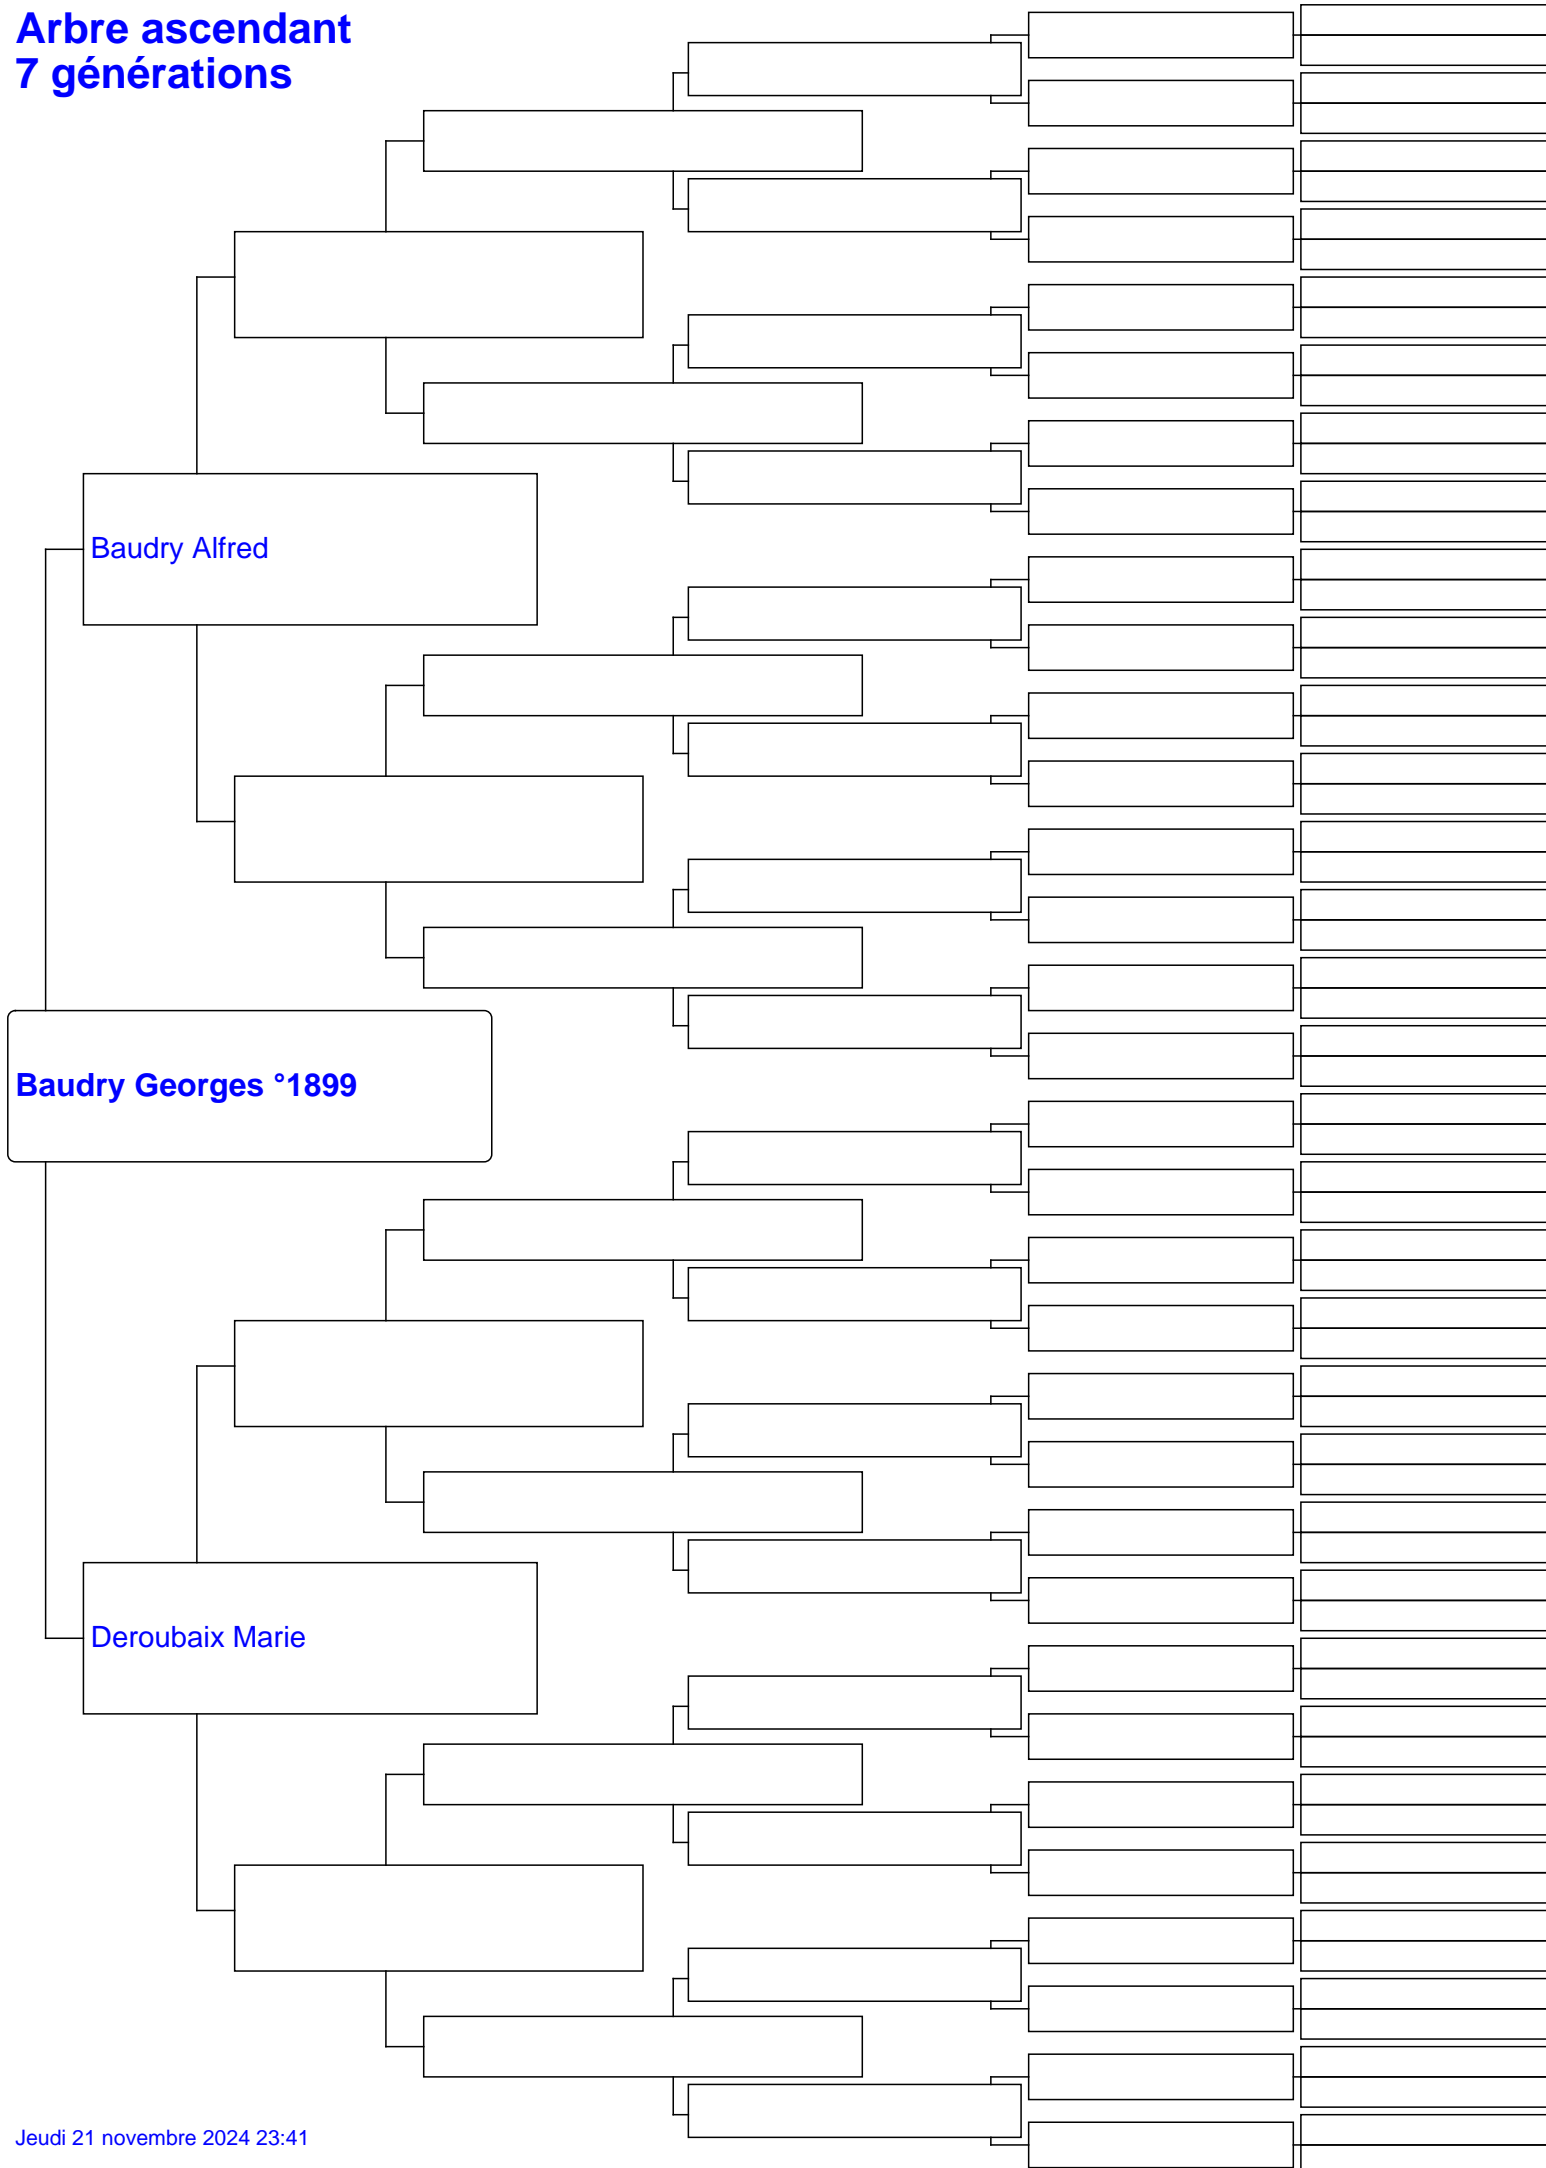 Arbre ascendant
7 générations
Baudry Alfred
Baudry Georges °1899
Deroubaix Marie
Jeudi 21 novembre 2024 23:41